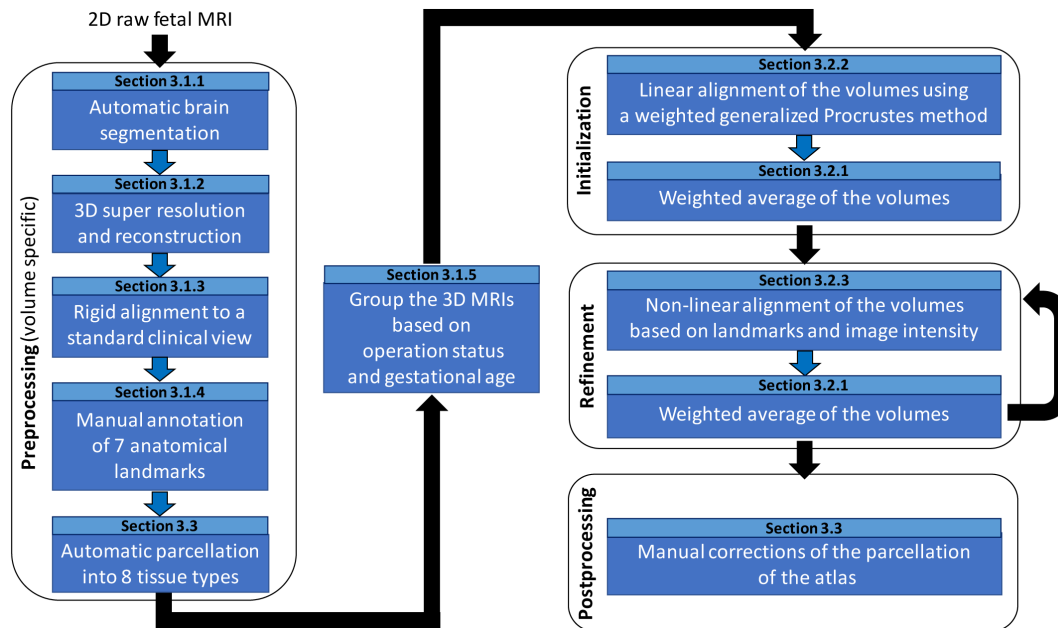 2D raw fetal MRI
Preprocessing (volume specific)
Section 3.1.1
Automatic brain
segmentation
Section 3.1.2
3D super resolution
and reconstruction
Section 3.1.3
Rigid alignment to a
standard clinical view
Section 3.1.4
Manual annotation
of 7 anatomical
landmarks
Section 3.3
Automatic parcellation
into 8 tissue types
Section 3.1.5
Group the 3D MRIs
based on
operation status
and gestational age
Initialization
Section 3.2.2
Linear alignment of the volumes using
a weighted generalized Procrustes method
Section 3.2.1
Weighted average of the volumes
Refinement
Section 3.2.3
Non-linear alignment of the volumes
based on landmarks and image intensity
Section 3.2.1
Weighted average of the volumes
Postprocessing
Section 3.3
Manual corrections of the parcellation
of the atlas